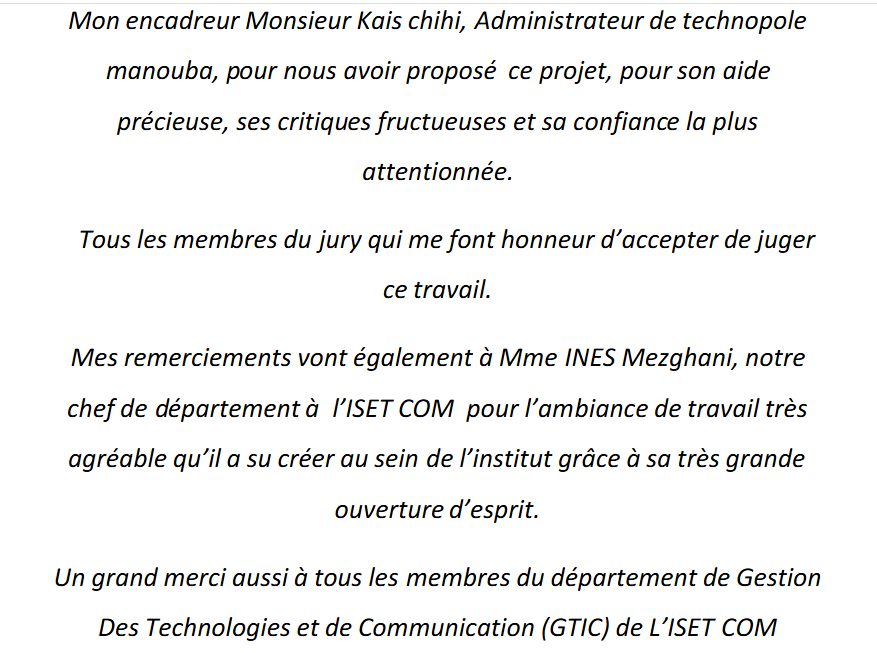 Mon encadreur Monsieur Kais chihi, Administrateur de technopole
manouba, pour nous avoir proposé ce projet, pour son aide
précieuse, ses critiques fructueuses et sa confiance la plus
attentionnée.
Tous les membres du jury qui me font honneur d’accepter de juger
ce travail.
Mes remerciements vont également à Mme INES Mezghani, notre
chef de département à l’ISET COM pour l’ambiance de travail très
agréable qu’il a su créer au sein de l’institut grâce à sa très grande
ouverture d’esprit.
Un grand merci aussi à tous les membres du département de Gestion
Des Technologies et de Communication (GTIC) de L’ISET COM